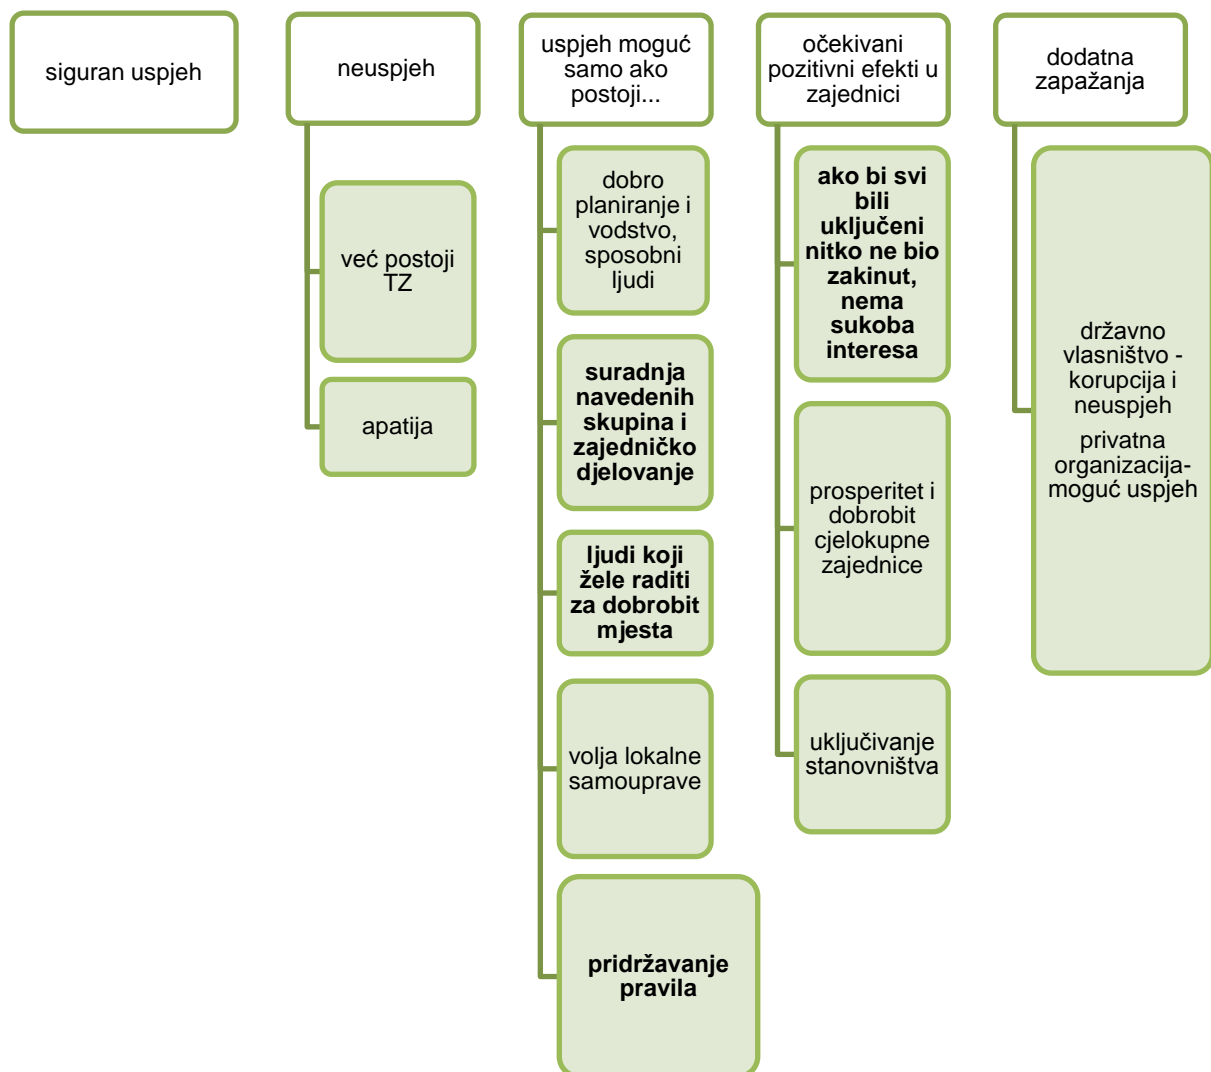 siguran uspjeh
neuspjeh
već postoji
TZ
apatija
uspjeh moguć
samo ako
postoji...
dobro
planiranje i
vodstvo,
sposobni
ljudi
suradnja
navedenih
skupina i
zajedničko
djelovanje
ljudi koji
žele raditi
za dobrobit
mjesta
volja lokalne
samouprave
pridržavanje
pravila
očekivani
pozitivni efekti u
zajednici
ako bi svi
bili
uključeni
nitko ne bio
zakinut,
nema
sukoba
interesa
prosperitet i
dobrobit
cjelokupne
zajednice
uključivanje
stanovništva
dodatna
zapažanja
državno
vlasništvo -
korupcija i
neuspjeh
privatna
organizacija-
moguć uspjeh